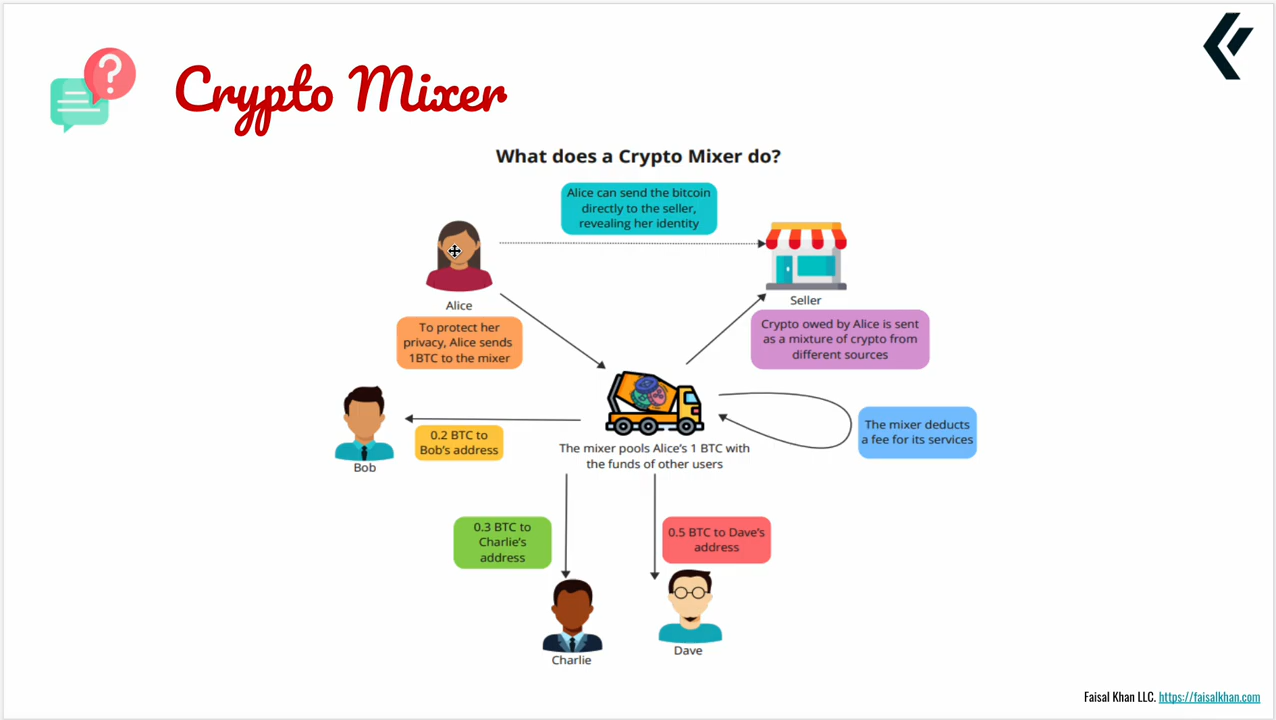 ?
Crypto Mixer
What does a Crypto Mixer do?
Alice can send the bitcoin
directly to the seller,
revealing her identity
Alice
Seller
To protect her
privacy, Alice sends
1BTC to the mixer
Crypto owed by Alice is sent
as a mixture of crypto from
different sources
The mixer deducts
a fee for its services
0.2 BTC to
Bob's address
Bob
The mixer pools Alice's 1 BTC with
the funds of other users
0.3 BTC to
Charlie's
address
0.5 BTC to Dave's
address
Charlie
Dave
Faisal Khan LLC. https://faisalkhan.com